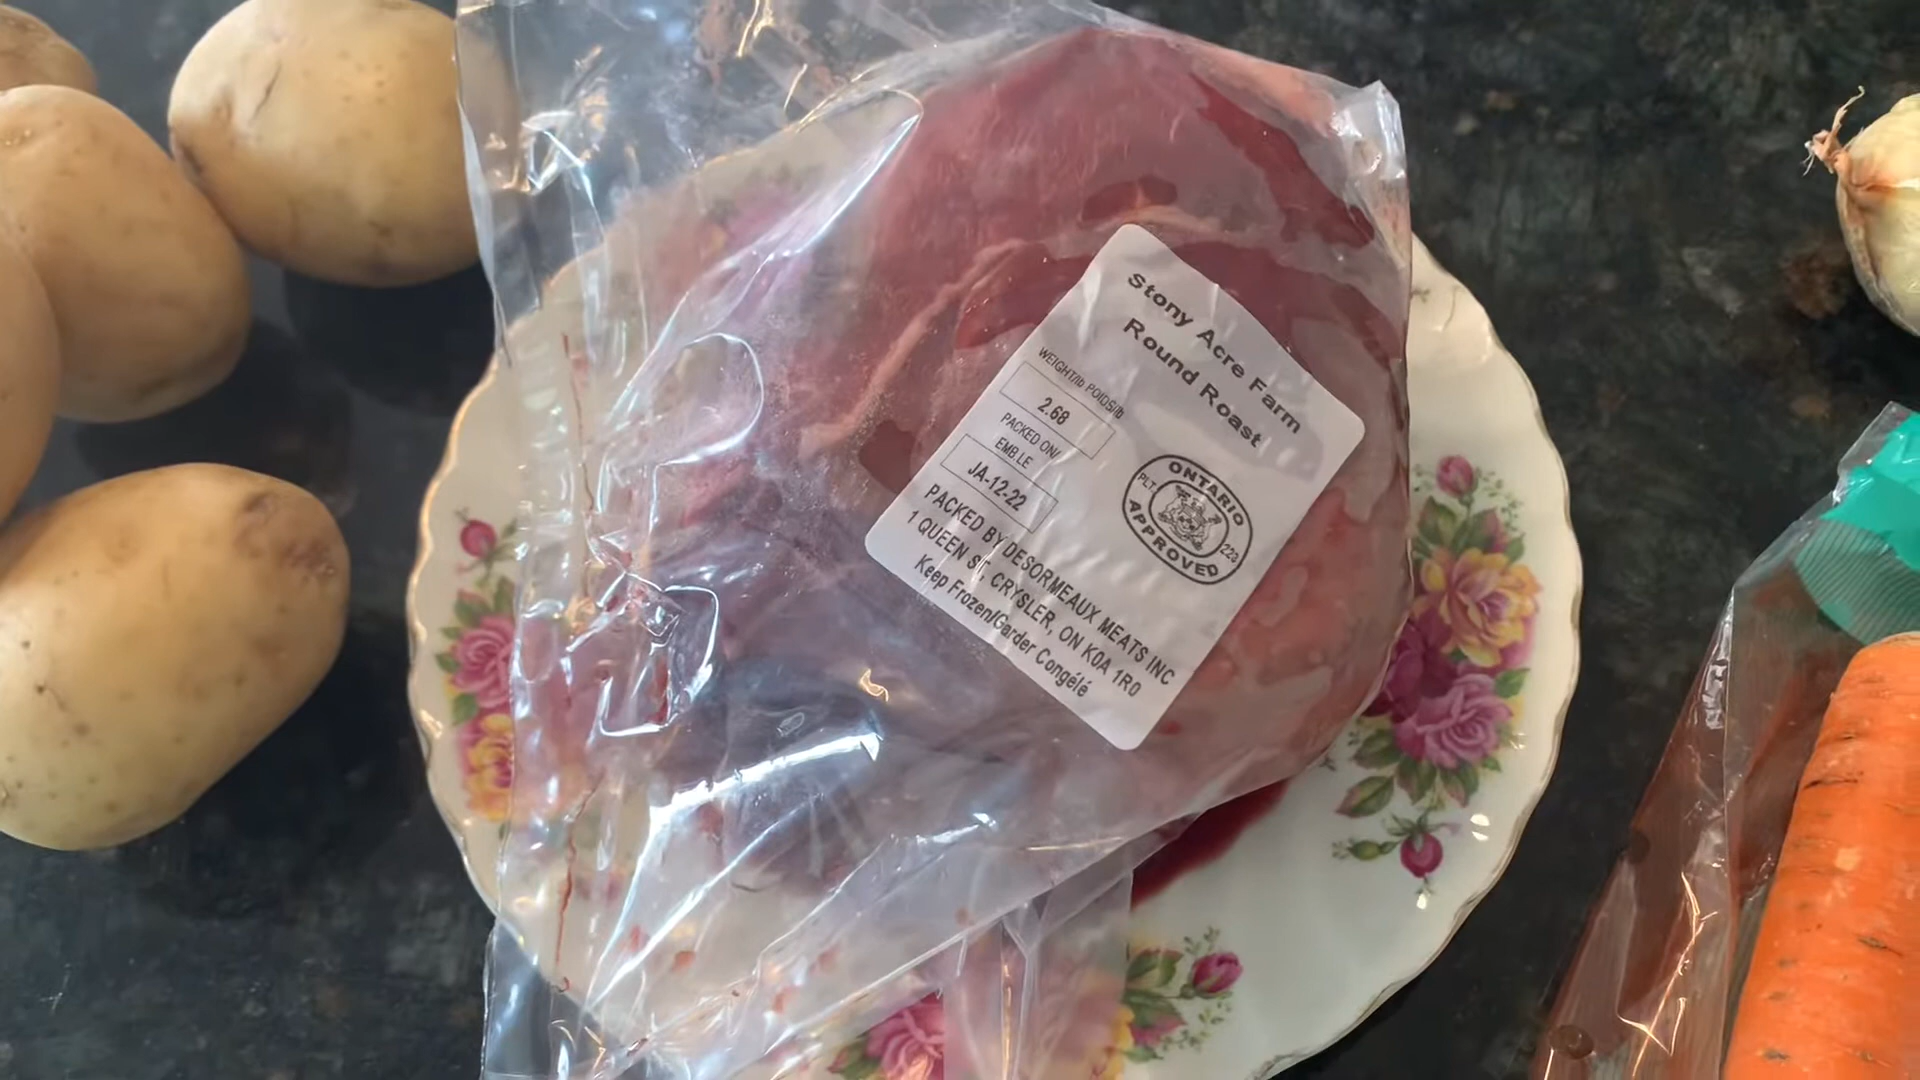 Stony Acre Farm
Round Roast
WEIGHT/lb POIDS/lb
2.68
PACKED ON/
EMB LE
JA-12-22
ONTARIO
PLT.
223
APPROVED
PACKED BY DESORMEAUX MEATS INC
1 QUEEN ST, CRYSLER, ON K0A 1R0
Keep Frozen/Garder Congélé